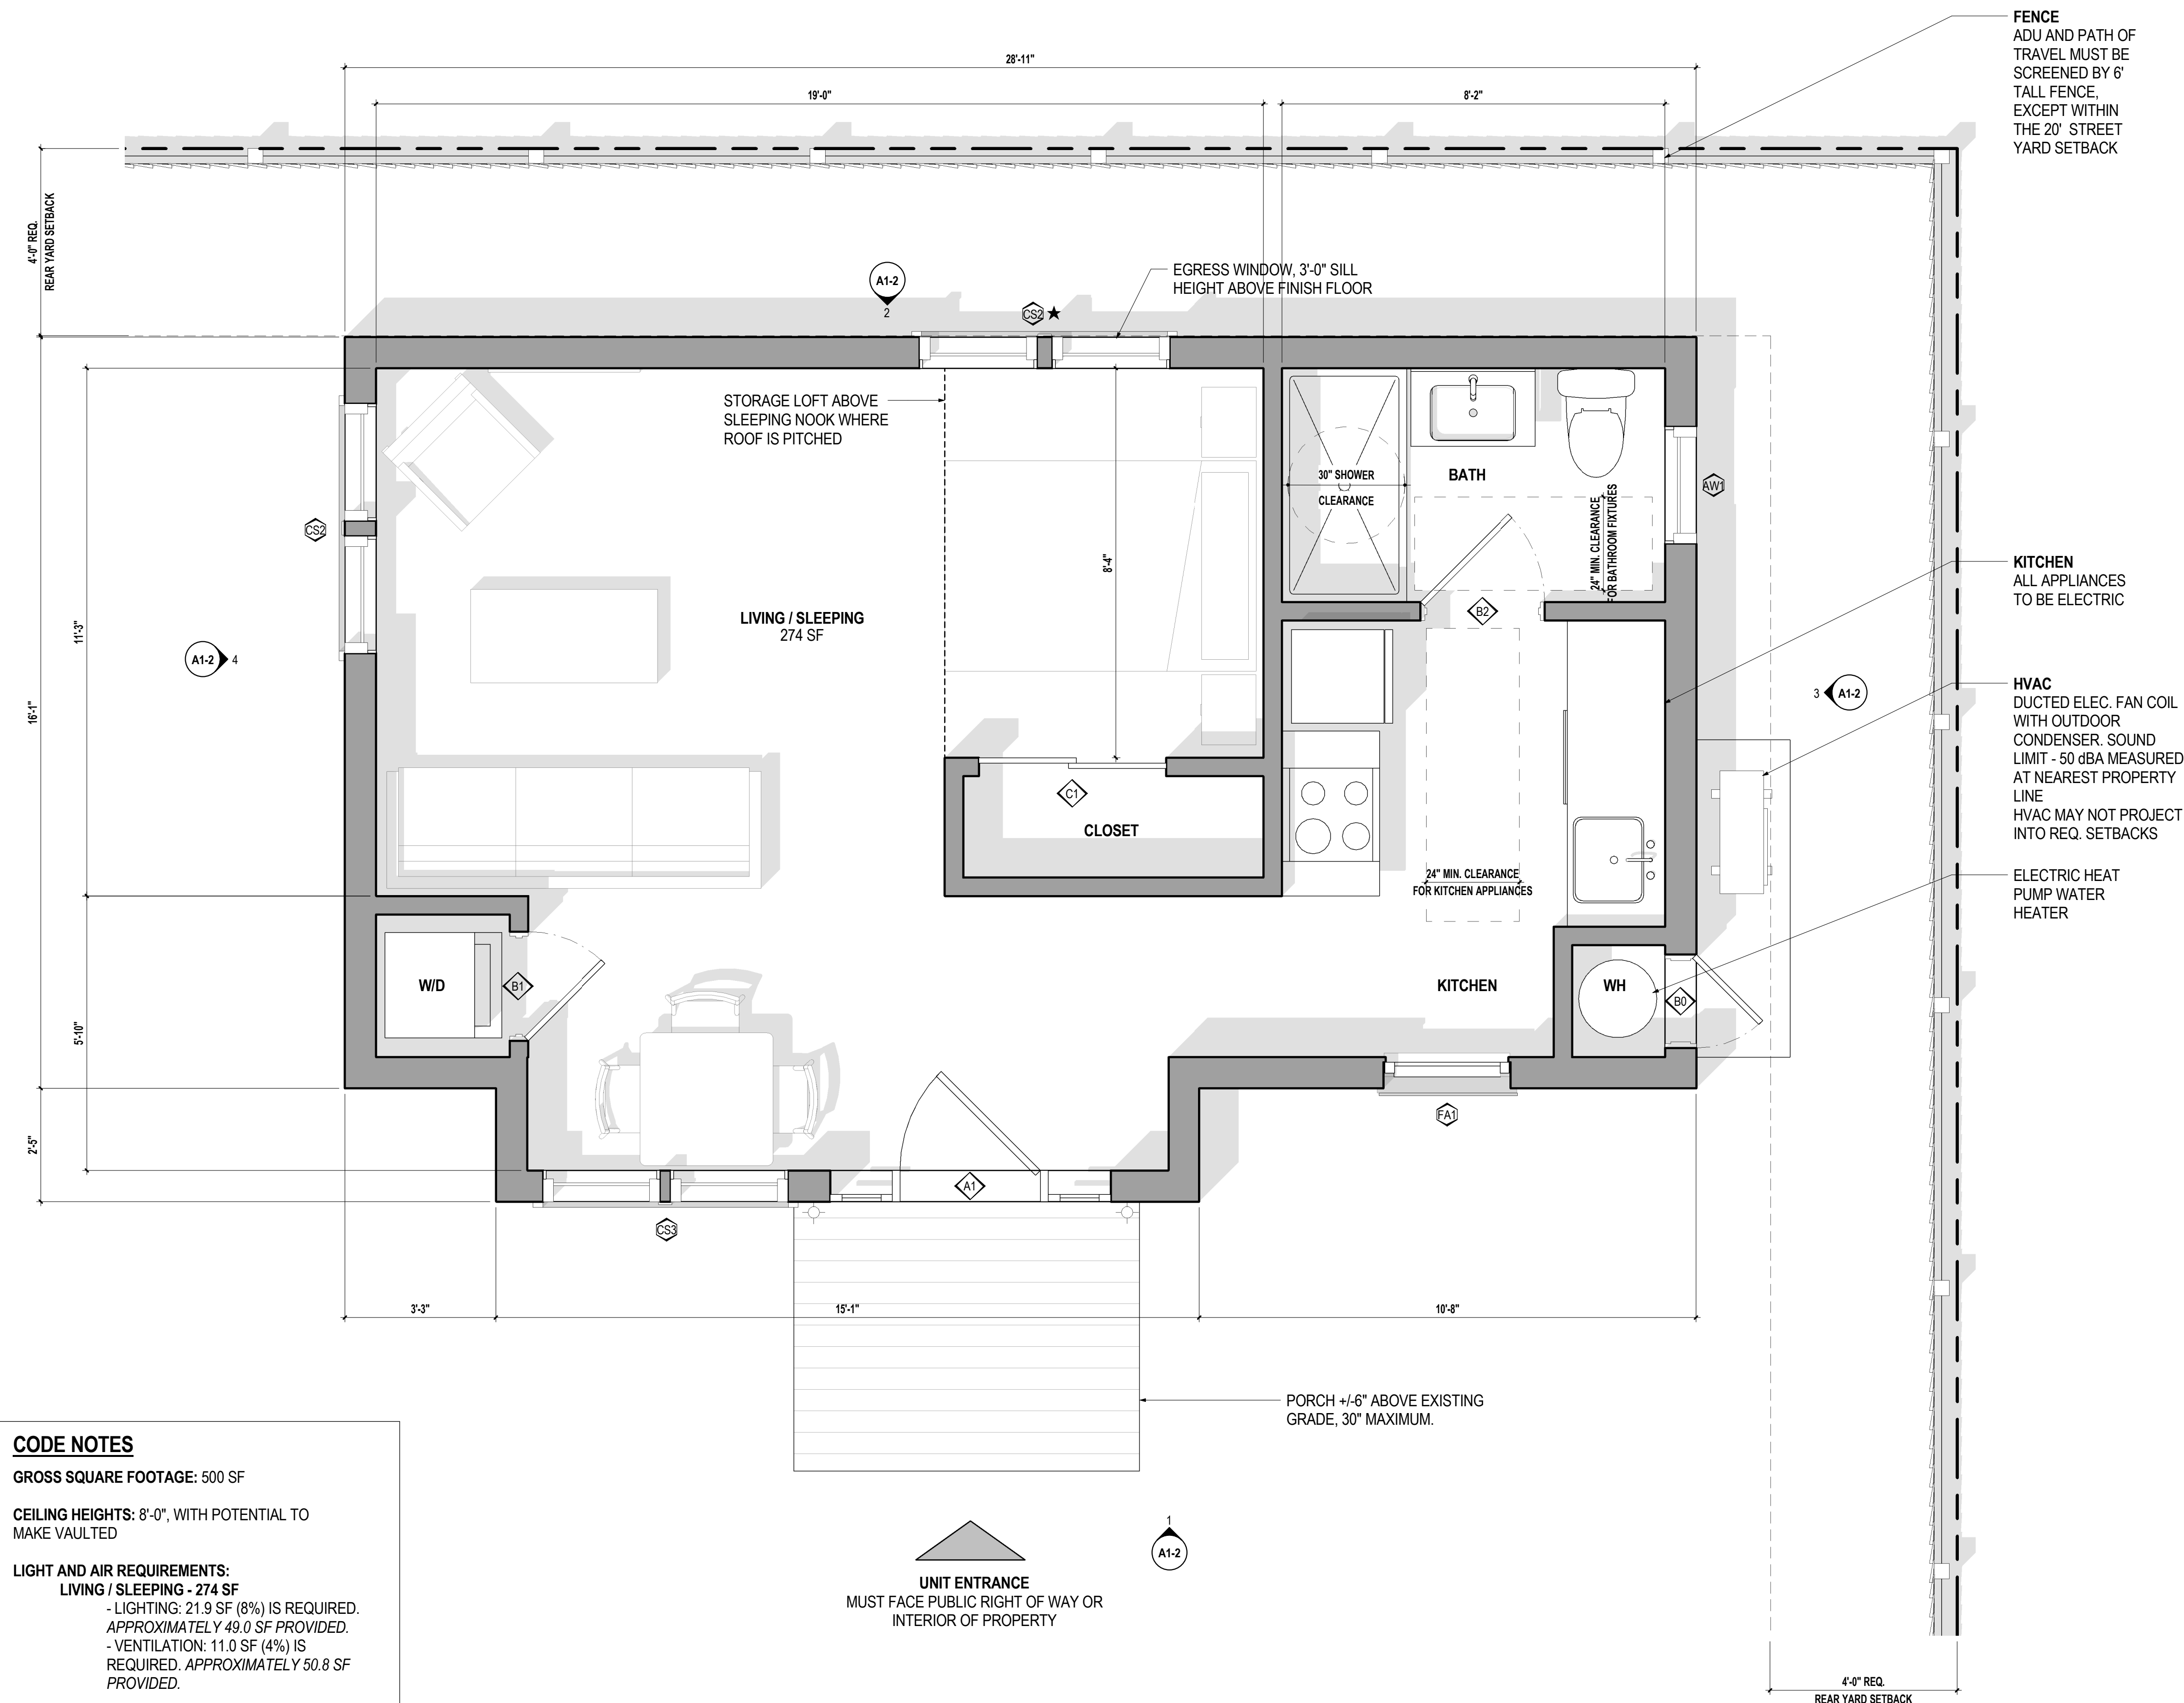 FENCE
ADU AND PATH OF
TRAVEL MUST BE
SCREENED BY 6'
TALL FENCE,
EXCEPT WITHIN
THE 20' STREET
YARD SETBACK
28'-11"
19'-0"
8'-2"
4'-0" REQ.
REAR YARD SETBACK
A1-2
2
CS2 ★
EGRESS WINDOW, 3'-0" SILL
HEIGHT ABOVE FINISH FLOOR
STORAGE LOFT ABOVE
SLEEPING NOOK WHERE
ROOF IS PITCHED
30" SHOWER
CLEARANCE
BATH
24" MIN. CLEARANCE
FOR BATHROOM FIXTURES
AW1
CS2
8'-4"
KITCHEN
ALL APPLIANCES
TO BE ELECTRIC
B2
LIVING / SLEEPING
274 SF
11'-3"
A1-2
4
16'-1"
3
A1-2
HVAC
DUCTED ELEC. FAN COIL
WITH OUTDOOR
CONDENSER. SOUND
LIMIT - 50 dBA MEASURED
AT NEAREST PROPERTY
LINE
HVAC MAY NOT PROJECT
INTO REQ. SETBACKS
C1
CLOSET
24" MIN. CLEARANCE
FOR KITCHEN APPLIANCES
ELECTRIC HEAT
PUMP WATER
HEATER
W/D
B1
KITCHEN
WH
B0
5'-10"
2'-5"
FA1
A1
CS3
3'-3"
15'-1"
10'-8"
PORCH +/-6" ABOVE EXISTING
GRADE, 30" MAXIMUM.
CODE NOTES
GROSS SQUARE FOOTAGE: 500 SF
CEILING HEIGHTS: 8'-0", WITH POTENTIAL TO
MAKE VAULTED
LIGHT AND AIR REQUIREMENTS:
LIVING / SLEEPING - 274 SF
- LIGHTING: 21.9 SF (8%) IS REQUIRED.
APPROXIMATELY 49.0 SF PROVIDED.
- VENTILATION: 11.0 SF (4%) IS
REQUIRED. APPROXIMATELY 50.8 SF
PROVIDED.
1
A1-2
UNIT ENTRANCE
MUST FACE PUBLIC RIGHT OF WAY OR
INTERIOR OF PROPERTY
4'-0" REQ.
REAR YARD SETBACK